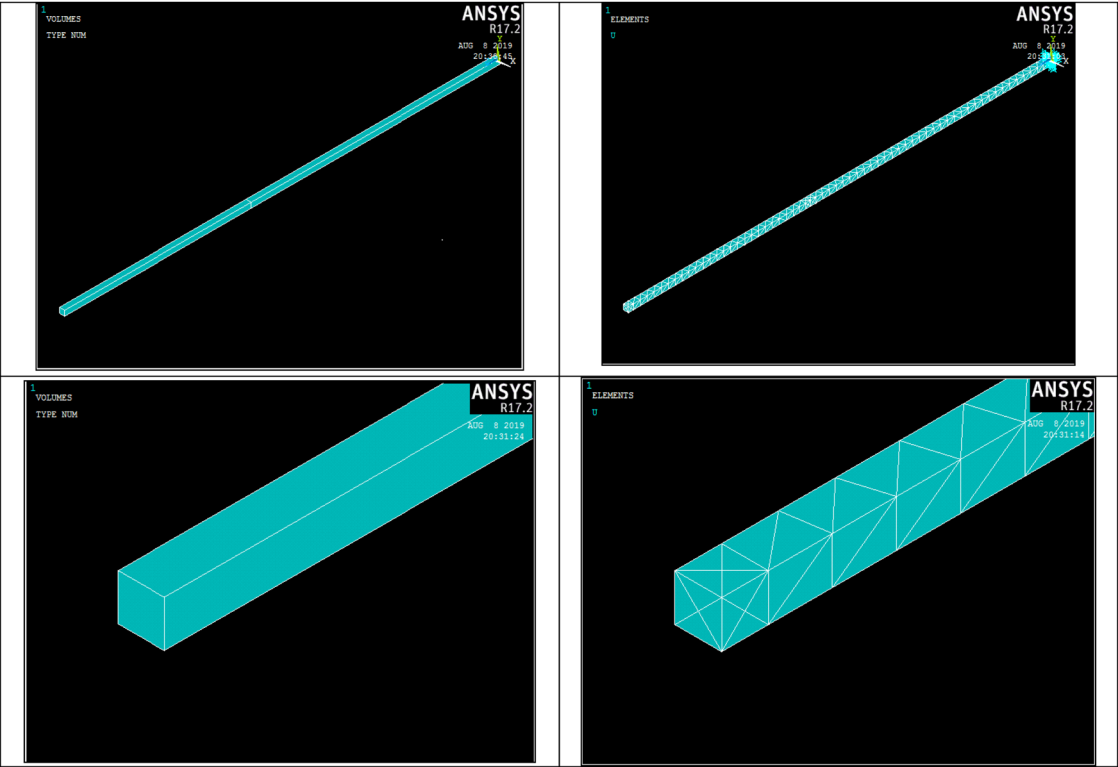 1
VOLUMES
TYPE NUM
ANSYS
R17.2
AUG 8 2019
Y
X
1
ELEMENTS
U
ANSYS
R17.2
AUG 8 2019
Y
X
1
VOLUMES
TYPE NUM
ANSYS
R17.2
AUG 8 2019
20:31:24
1
ELEMENTS
U
ANSYS
R17.2
AUG 8 2019
20:31:14